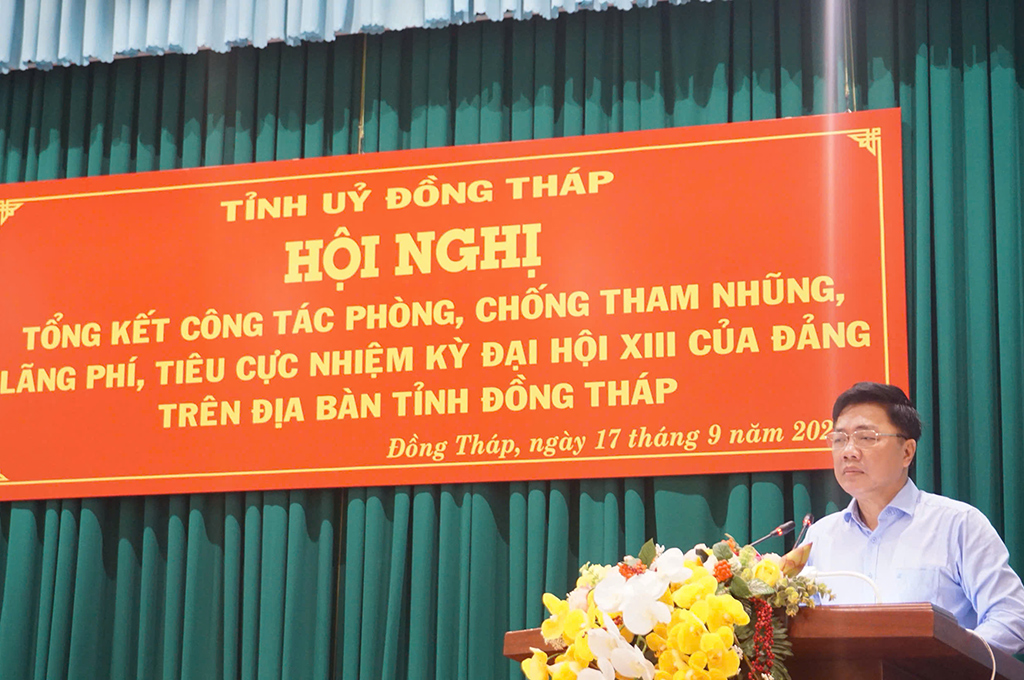 TỈNH UỶ ĐỒNG THÁP
HỘI NGHỊ
TỔNG KẾT CÔNG TÁC PHÒNG, CHỐNG THAM NHŨNG,
LÃNG PHÍ, TIÊU CỰC NHIỆM KỲ ĐẠI HỘI XIII CỦA ĐẢNG
TRÊN ĐỊA BÀN TỈNH ĐỒNG THÁP
Đồng Tháp, ngày 17 tháng 9 năm 202